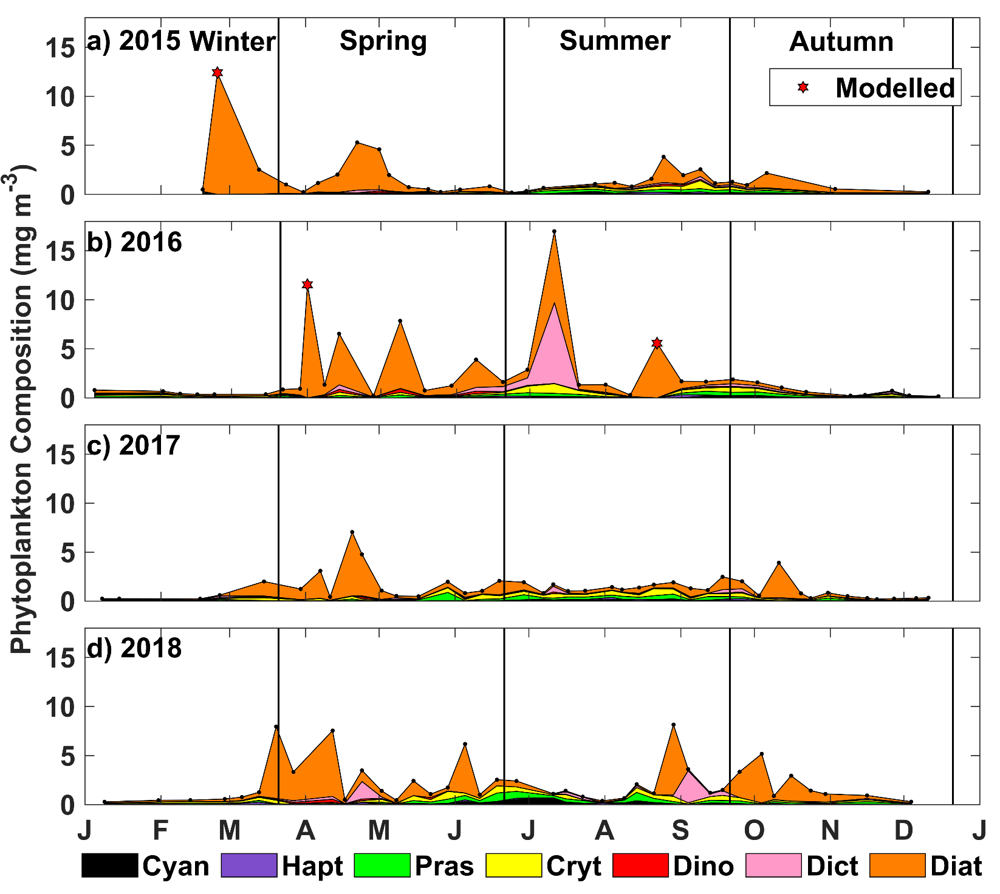 a) 2015 Winter Spring Summer Autumn
15
10
5
0
Modelled
b) 2016
15
10
5
0
c) 2017
15
10
5
0
d) 2018
15
10
5
0
Phytoplankton Composition (mg m⁻³)
J F M A M J J A S O N D J
Cyan Hapt Pras Cryt Dino Dict Diat